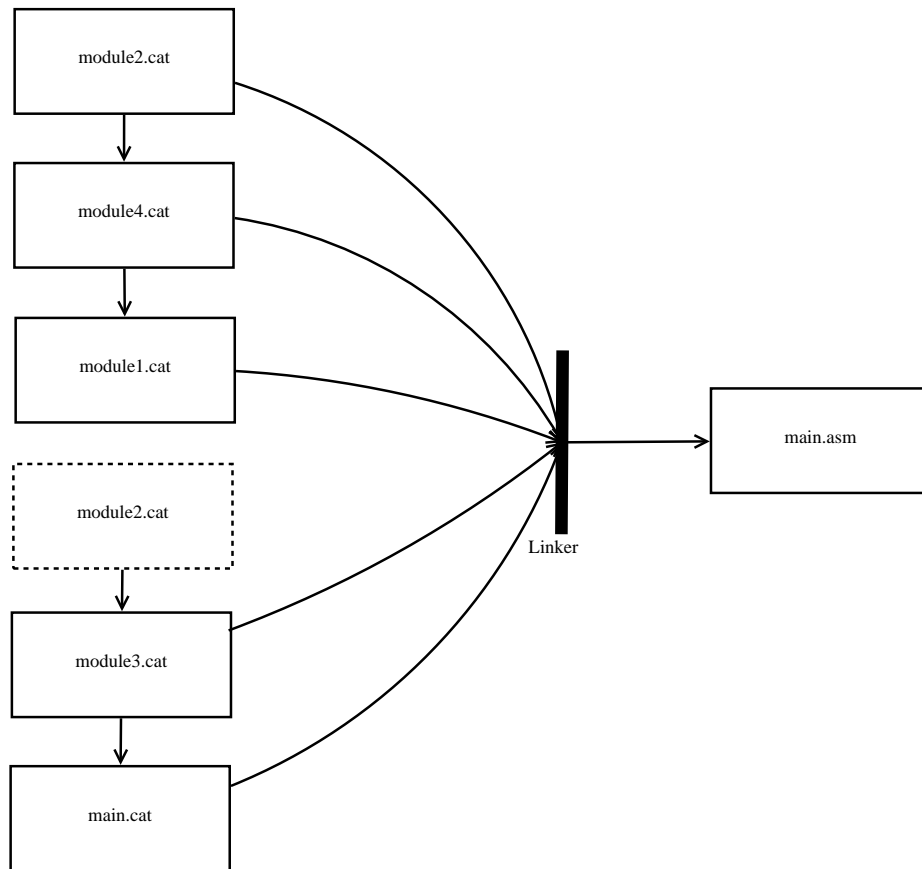 module2.cat
module4.cat
module1.cat
main.asm
module2.cat
Linker
module3.cat
main.cat